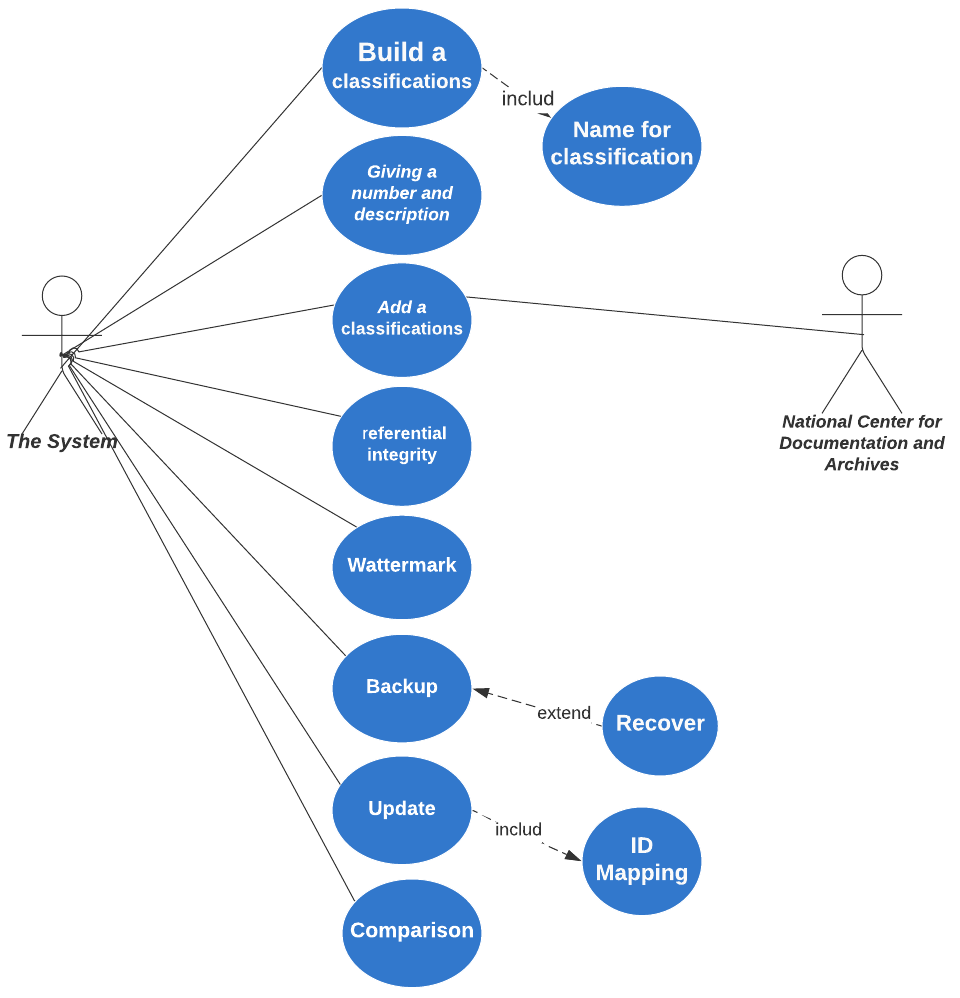 Build a
classifications
includ
Name for
classification
Giving a
number and
description
Add a
classifications
The System
National Center for
Documentation and
Archives
referential
integrity
Wattermark
Backup
extend
Recover
Update
includ
ID
Mapping
Comparison